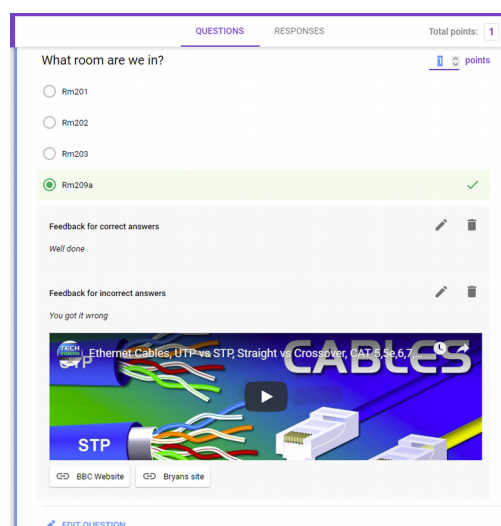 QUESTIONS RESPONSES Total points: 1
What room are we in? 1 points
Rm201
Rm202
Rm203
Rm209a
Feedback for correct answers
Well done
Feedback for incorrect answers
You got it wrong
TECH VIDEOS Ethernet Cables, UTP vs STP, Straight vs Crossover, CAT 5,5e,6,7,...
STP CABLES
STP
BBC Website Bryans site
EDIT QUESTION